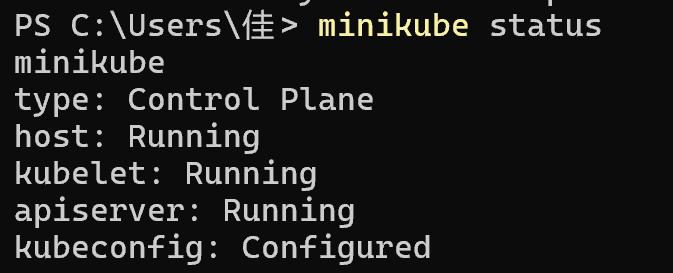 PS C:\Users\佳> minikube status
minikube
type: Control Plane
host: Running
kubelet: Running
apiserver: Running
kubeconfig: Configured